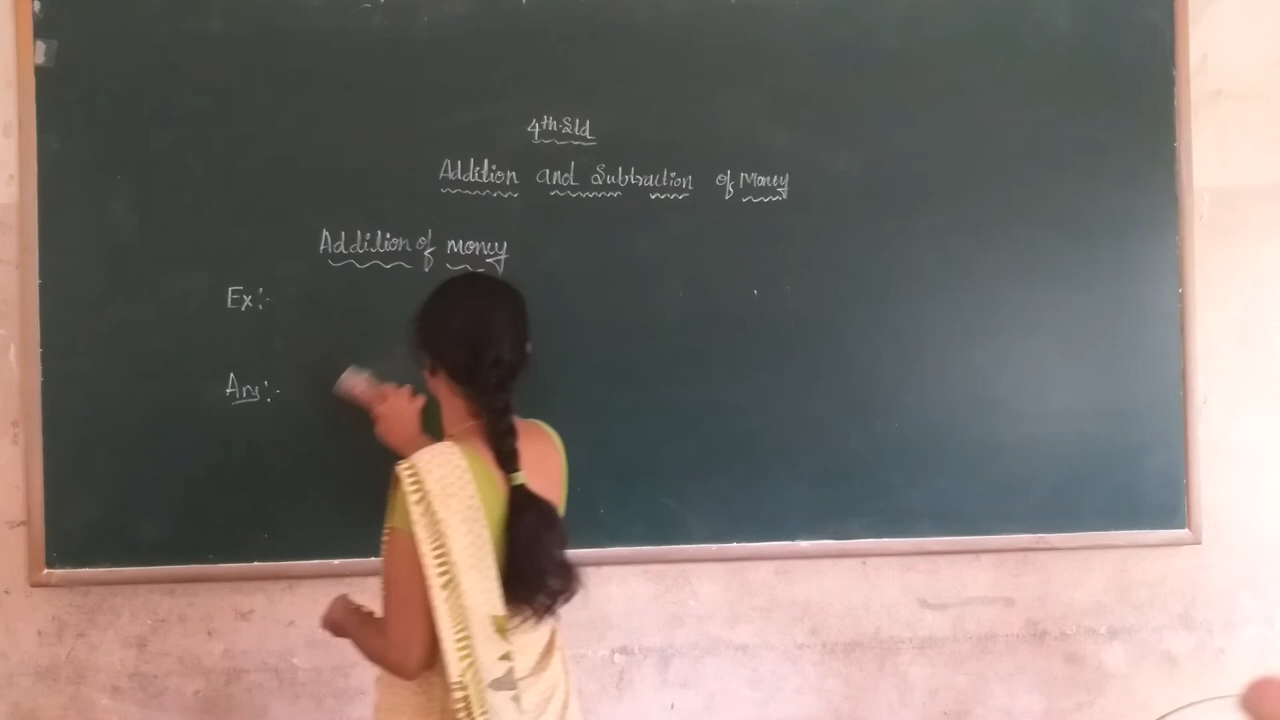 4th-Std
Addition and Subtraction of Money
Addition of money
Ex:-
Ans:-